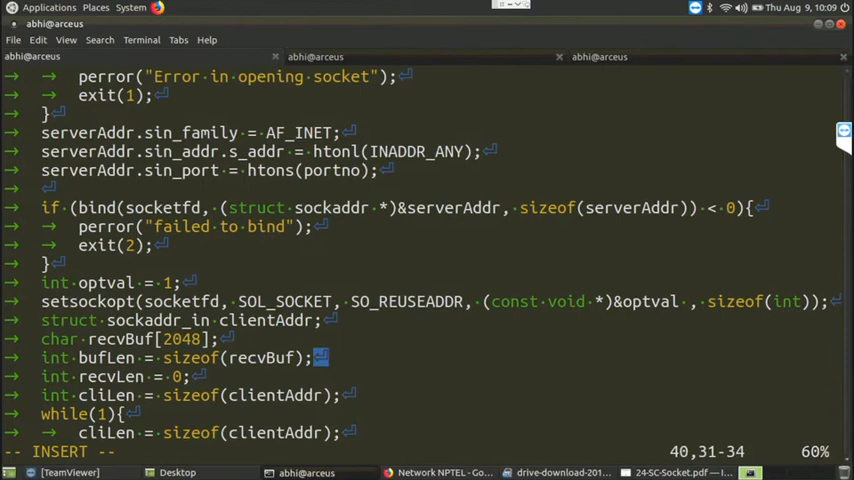 Applications Places System Thu Aug 9, 10:09
abhi@arceus
File Edit View Search Terminal Tabs Help
abhi@arceus abhi@arceus abhi@arceus
perror("Error in opening socket");
exit(1);
}
serverAddr.sin_family = AF_INET;
serverAddr.sin_addr.s_addr = htonl(INADDR_ANY);
serverAddr.sin_port = htons(portno);
if (bind(socketfd, (struct sockaddr *)&serverAddr, sizeof(serverAddr)) < 0){
perror("failed to bind");
exit(2);
}
int optval = 1;
setsockopt(socketfd, SOL_SOCKET, SO_REUSEADDR, (const void *)&optval , sizeof(int));
struct sockaddr_in clientAddr;
char recvBuf[2048];
int bufLen = sizeof(recvBuf);
int recvLen = 0;
int cliLen = sizeof(clientAddr);
while(1){
cliLen = sizeof(clientAddr);
-- INSERT -- 40,31-34 60%
[TeamViewer] Desktop abhi@arceus Network NPTEL - Go... drive-download-201... 24-SC-Socket.pdf — I...